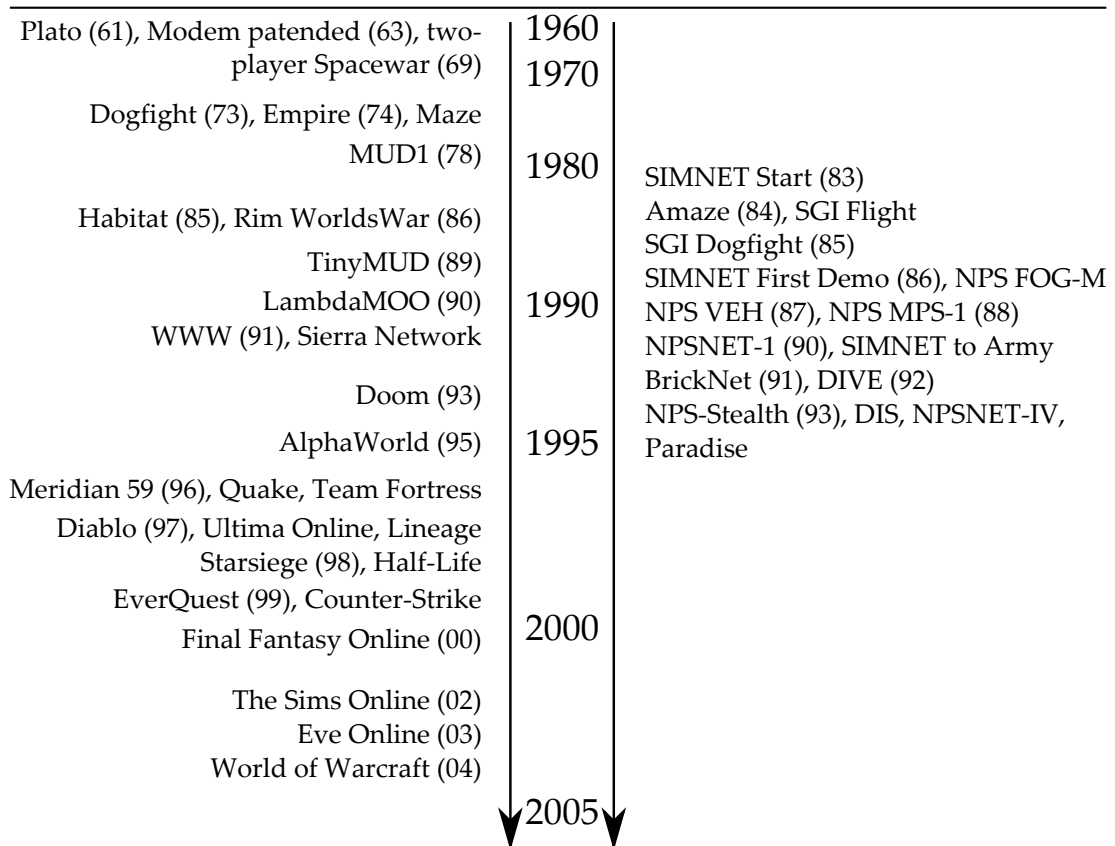 Plato (61), Modem patended (63), two-
player Spacewar (69)
Dogfight (73), Empire (74), Maze
MUD1 (78)
Habitat (85), Rim WorldsWar (86)
TinyMUD (89)
LambdaMOO (90)
WWW (91), Sierra Network
Doom (93)
AlphaWorld (95)
Meridian 59 (96), Quake, Team Fortress
Diablo (97), Ultima Online, Lineage
Starsiege (98), Half-Life
EverQuest (99), Counter-Strike
Final Fantasy Online (00)
The Sims Online (02)
Eve Online (03)
World of Warcraft (04)
1960
1970
1980
1990
1995
2000
2005
SIMNET Start (83)
Amaze (84), SGI Flight
SGI Dogfight (85)
SIMNET First Demo (86), NPS FOG-M
NPS VEH (87), NPS MPS-1 (88)
NPSNET-1 (90), SIMNET to Army
BrickNet (91), DIVE (92)
NPS-Stealth (93), DIS, NPSNET-IV,
Paradise